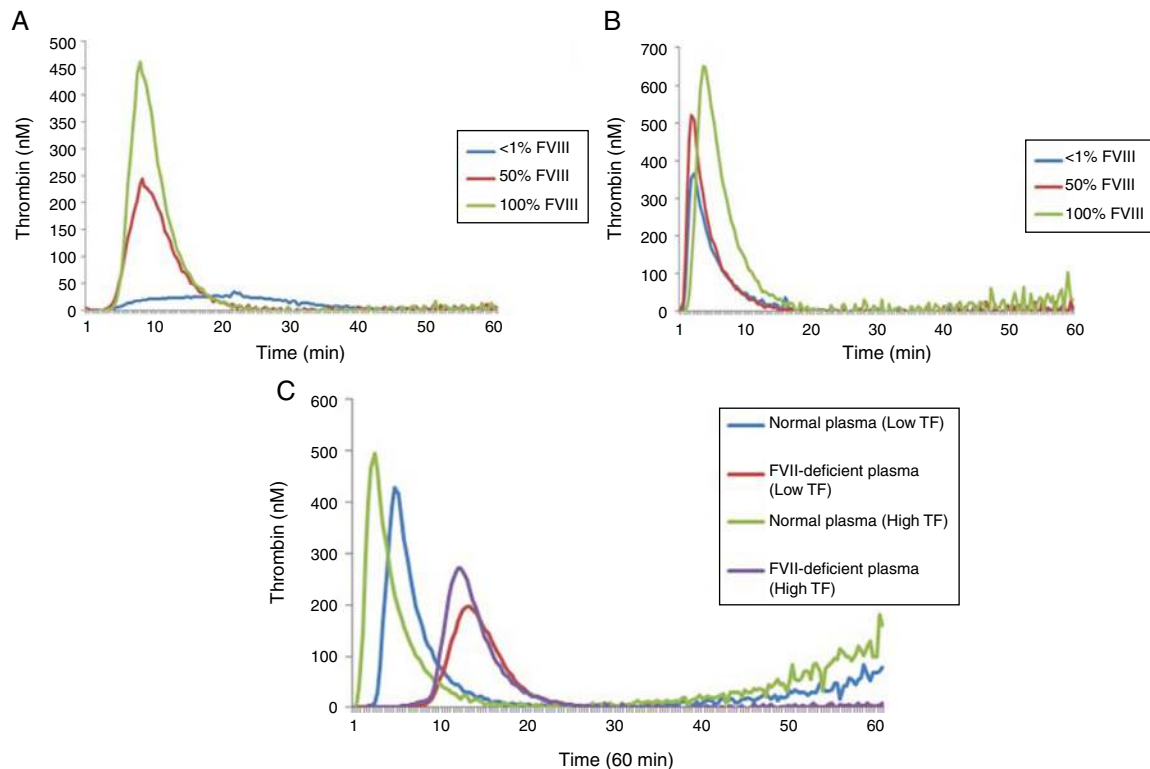 A
500
450
400
350
300
250
200
150
100
50
0
Thrombin (nM)
1 10 20 30 40 50 60
Time (min)
<1% FVIII
50% FVIII
100% FVIII
B
700
600
500
400
300
200
100
0
Thrombin (nM)
1 10 20 30 40 50 60
Time (min)
<1% FVIII
50% FVIII
100% FVIII
C
600
500
400
300
200
100
0
Thrombin (nM)
1 10 20 30 40 50 60
Time (60 min)
Normal plasma (Low TF)
FVII-deficient plasma
(Low TF)
Normal plasma (High TF)
FVII-deficient plasma
(High TF)